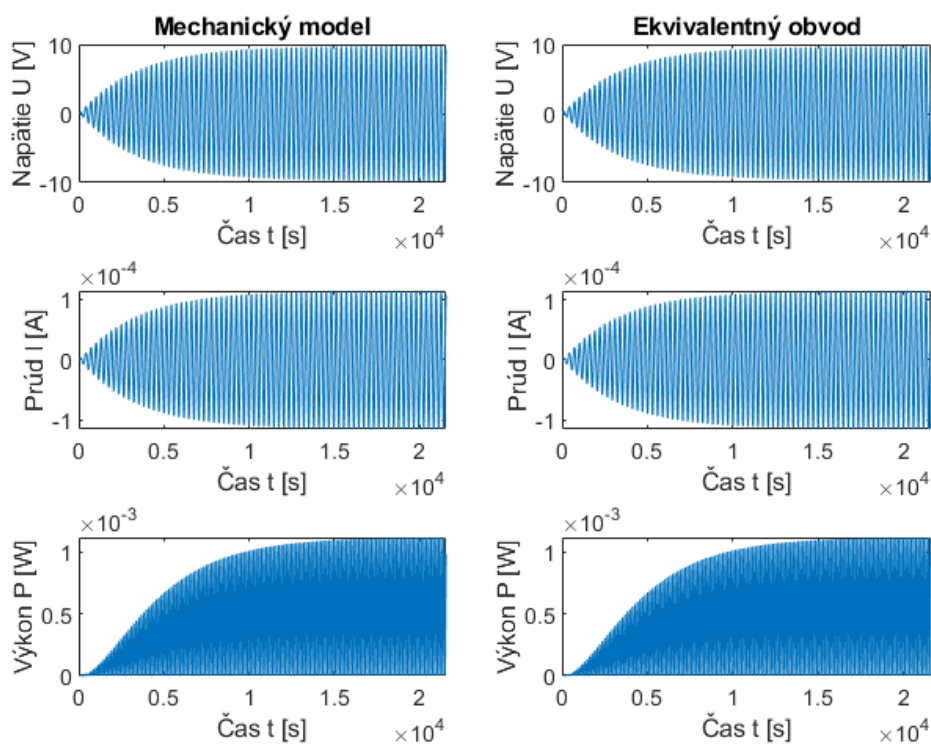 Mechanický model
Napätie U [V]
10
0
-10
0 0.5 1 1.5 2
Čas t [s]
×10^4
Ekvivalentný obvod
Napätie U [V]
10
0
-10
0 0.5 1 1.5 2
Čas t [s]
×10^4
×10^-4
Prúd I [A]
1
0
-1
0 0.5 1 1.5 2
Čas t [s]
×10^4
×10^-4
Prúd I [A]
1
0
-1
0 0.5 1 1.5 2
Čas t [s]
×10^4
×10^-3
Výkon P [W]
1
0.5
0
0 0.5 1 1.5 2
Čas t [s]
×10^4
×10^-3
Výkon P [W]
1
0.5
0
0 0.5 1 1.5 2
Čas t [s]
×10^4